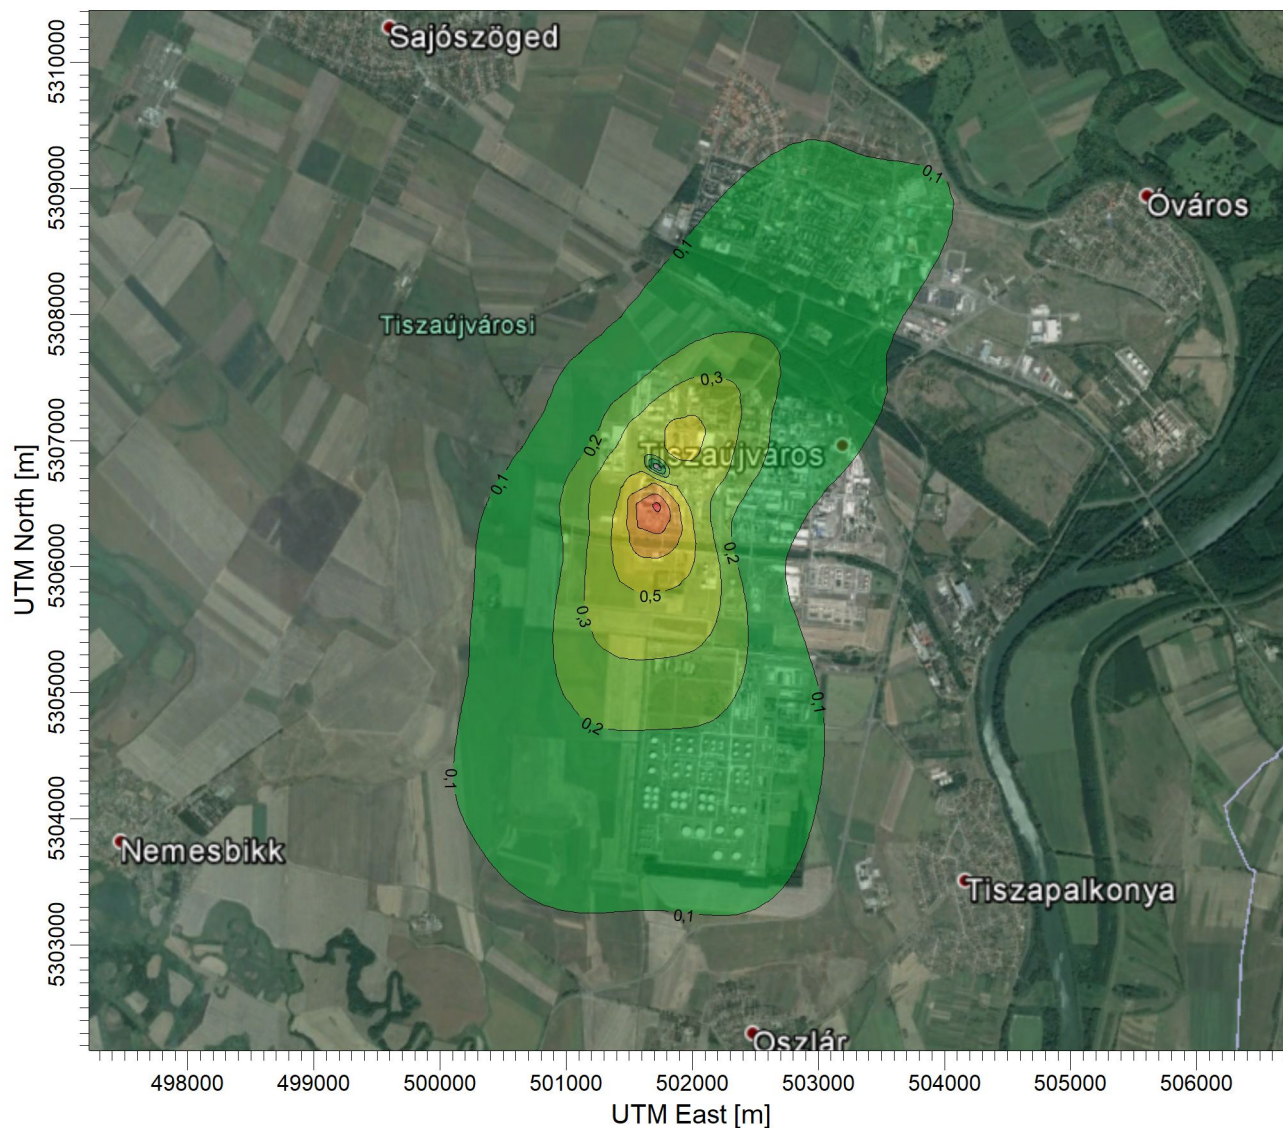 Sajószöged
Óváros
Tiszaújvárosi
Tiszaújváros
Nemesbikk
Tiszapalkonya
Oszlár
0,1
0,1
0,3
0,2
0,1
0,2
0,5
0,3
0,1
0,2
0,1
0,1
UTM North [m]
5310000
5309000
5308000
5307000
5306000
5305000
5304000
5303000
498000 499000 500000 501000 502000 503000 504000 505000 506000
UTM East [m]